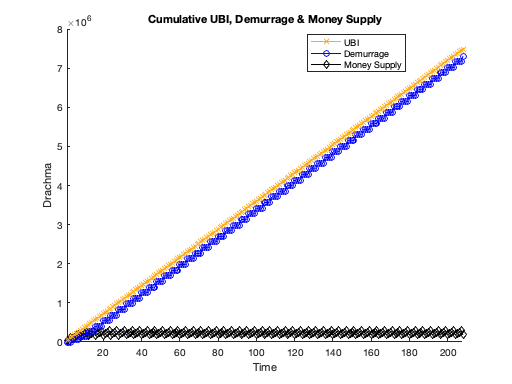 Cumulative UBI, Demurrage & Money Supply
×10⁶
8
7
6
5
4
3
2
1
0
Drachma
UBI
Demurrage
Money Supply
20 40 60 80 100 120 140 160 180 200
Time